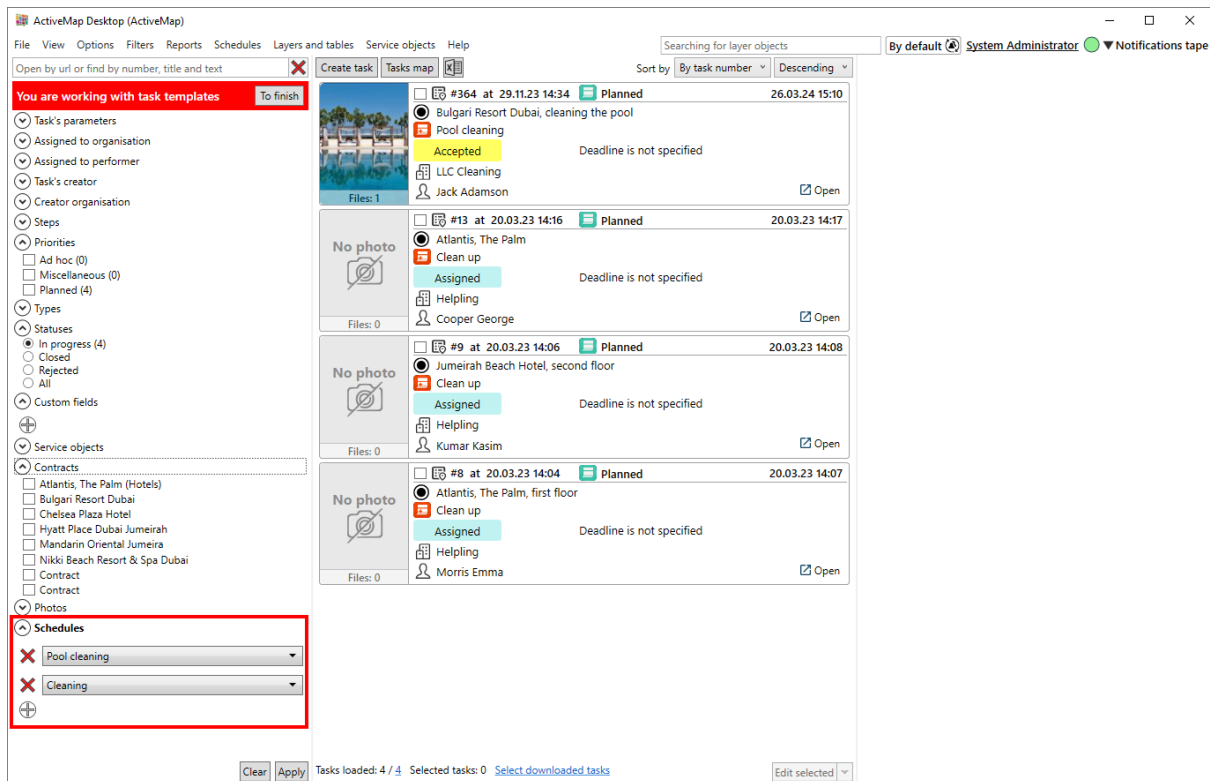 ActiveMap Desktop (ActiveMap)
File View Options Filters Reports Schedules Layers and tables Service objects Help
Searching for layer objects
By default
System Administrator
▼ Notifications tape
Open by url or find by number, title and text
Create task
Tasks map
Sort by
By task number
Descending
You are working with task templates
To finish
Task's parameters
Assigned to organisation
Assigned to performer
Task's creator
Creator organisation
Steps
Priorities
Ad hoc (0)
Miscellaneous (0)
Planned (4)
Types
Statuses
In progress (4)
Closed
Rejected
All
Custom fields
Service objects
Contracts
Atlantis, The Palm (Hotels)
Bulgari Resort Dubai
Chelsea Plaza Hotel
Hyatt Place Dubai Jumeirah
Mandarin Oriental Jumeira
Nikki Beach Resort & Spa Dubai
Contract
Contract
Photos
Schedules
Pool cleaning
Cleaning
Clear
Apply
#364 at 29.11.23 14:34 Planned 26.03.24 15:10
Bulgari Resort Dubai, cleaning the pool
Pool cleaning
Accepted Deadline is not specified
LLC Cleaning
Files: 1
Jack Adamson Open
#13 at 20.03.23 14:16 Planned 20.03.23 14:17
Atlantis, The Palm
No photo
Clean up
Assigned Deadline is not specified
Helpling
Files: 0
Cooper George Open
#9 at 20.03.23 14:06 Planned 20.03.23 14:08
Jumeirah Beach Hotel, second floor
No photo
Clean up
Assigned Deadline is not specified
Helpling
Files: 0
Kumar Kasim Open
#8 at 20.03.23 14:04 Planned 20.03.23 14:07
Atlantis, The Palm, first floor
No photo
Clean up
Assigned Deadline is not specified
Helpling
Files: 0
Morris Emma Open
Tasks loaded: 4 / 4 Selected tasks: 0 Select downloaded tasks
Edit selected